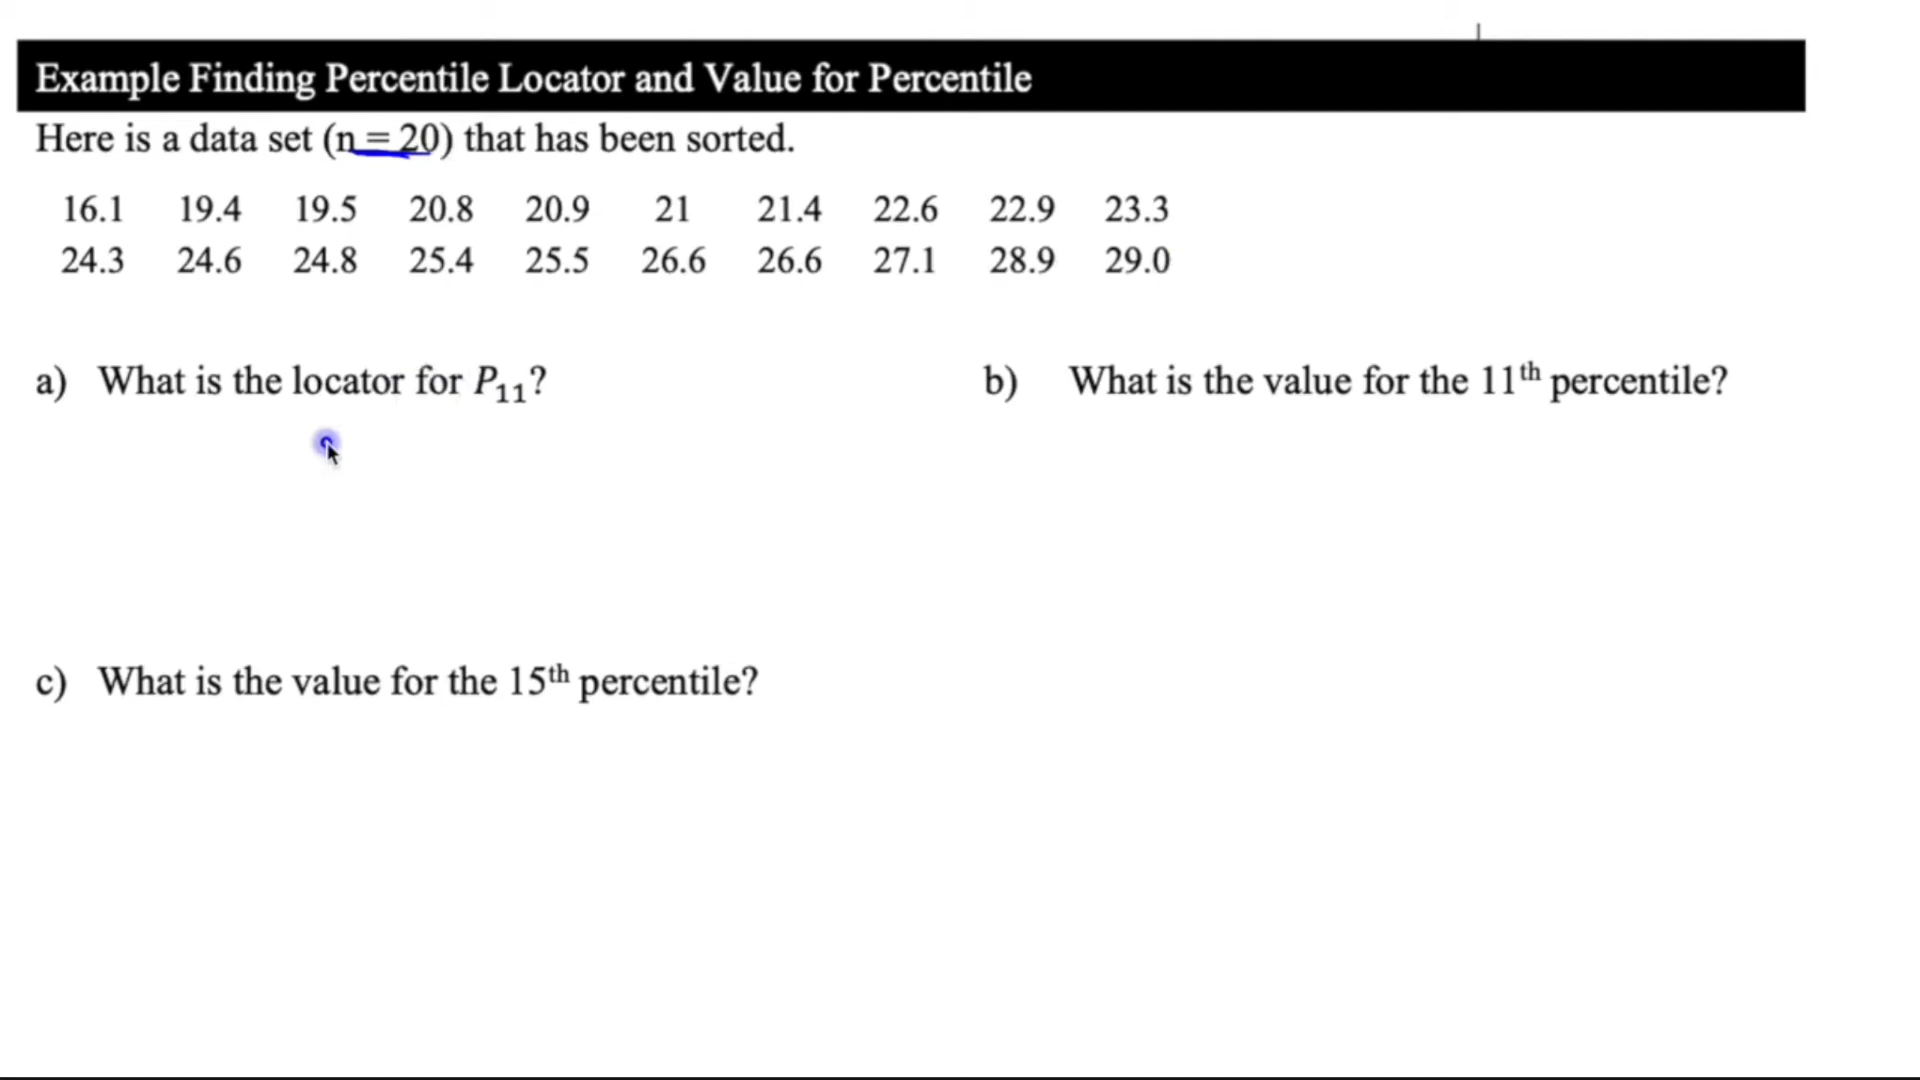 Example Finding Percentile Locator and Value for Percentile
Here is a data set (n = 20) that has been sorted.
16.1 19.4 19.5 20.8 20.9 21 21.4 22.6 22.9 23.3
24.3 24.6 24.8 25.4 25.5 26.6 26.6 27.1 28.9 29.0
a) What is the locator for P₁₁?
b) What is the value for the 11th percentile?
c) What is the value for the 15th percentile?